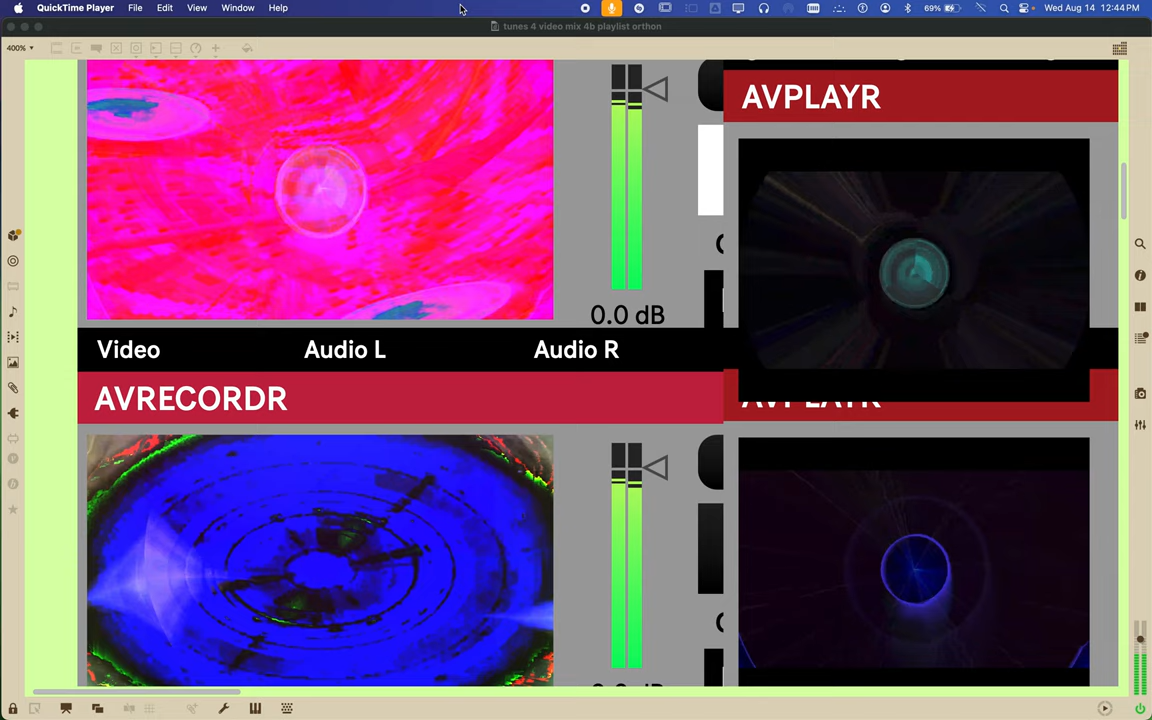 QuickTime Player File Edit View Window Help 69% Wed Aug 14 12:44 PM
tunes 4 video mix 4b playlist orthon
400%
AVPLAYR
0.0 dB
Video Audio L Audio R
AVRECORDR
AVPLAYR